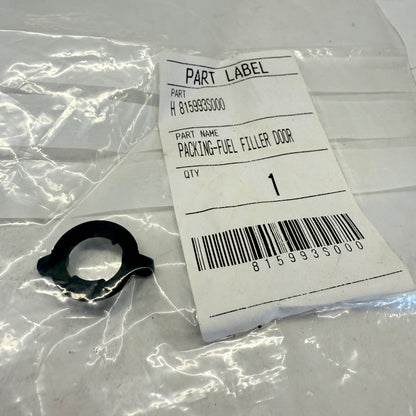 PART LABEL
PART
H 815993S000
PART NAME
PACKING-FUEL FILLER DOOR
QTY
1
815993S000